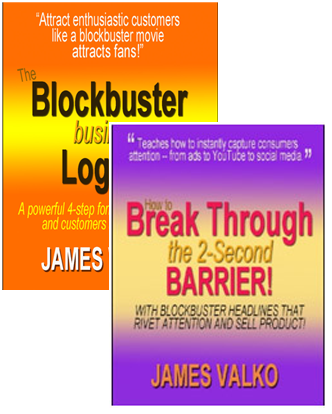 “Attract enthusiastic customers
like a blockbuster movie
attracts fans!”
The
Blockbuster
busi
Log
A powerful 4-step for
and customers
JAMES
“ Teaches how to instantly capture consumers
attention – from ads to YouTube to social media. ”
How to
Break Through
the 2-Second
BARRIER!
WITH BLOCKBUSTER HEADLINES THAT
RIVET ATTENTION AND SELL PRODUCT!
JAMES VALKO